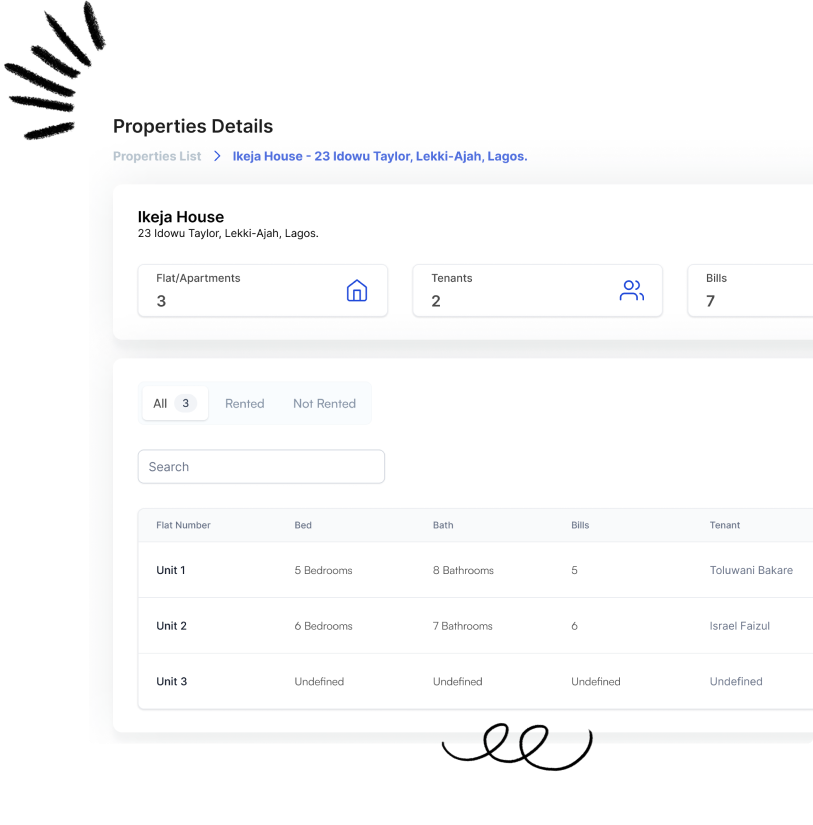 Properties Details
Properties List > Ikeja House - 23 Idowu Taylor, Lekki-Ajah, Lagos.
Ikeja House
23 Idowu Taylor, Lekki-Ajah, Lagos.
Flat/Apartments Tenants Bills
3 2 7
All 3 Rented Not Rented
Search
Flat Number Bed Bath Bills Tenant
Unit 1 5 Bedrooms 8 Bathrooms 5 Toluwani Bakare
Unit 2 6 Bedrooms 7 Bathrooms 6 Israel Faizul
Unit 3 Undefined Undefined Undefined Undefined